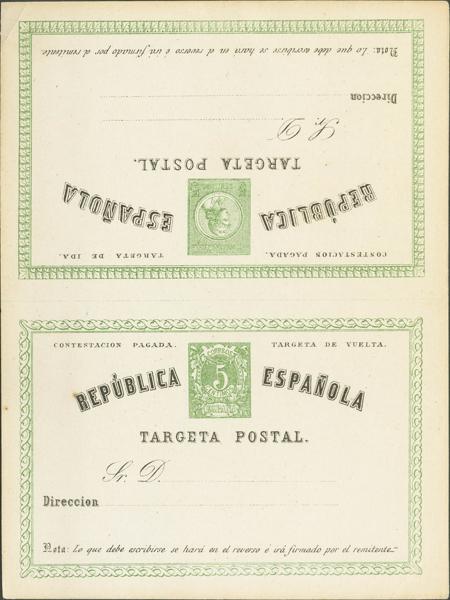 CONTESTACION PAGADA. TARGETA DE IDA.
REPÚBLICA ESPAÑOLA
TARGETA POSTAL.
Sr. D.
Direccion
Nota: Lo que debe escribirse se hará en el reverso é irá firmado por el remitente.
CONTESTACION PAGADA. TARGETA DE VUELTA.
REPÚBLICA 5 ESPAÑOLA
TARGETA POSTAL.
Sr. D.
Direccion
Nota: Lo que debe escribirse se hará en el reverso é irá firmado por el remitente.